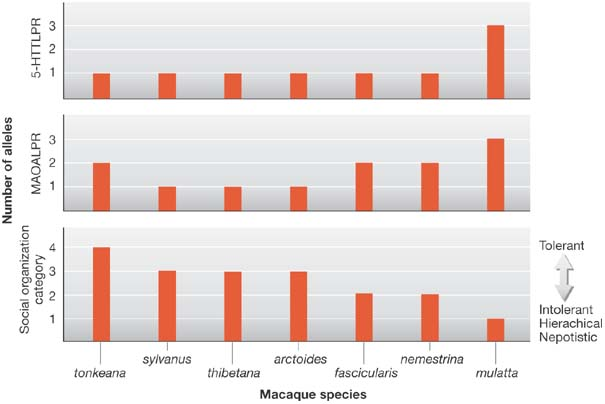 Number of alleles
5-HTTLPR
3
2
1
MAOALPR
3
2
1
Social organization
category
4
3
2
1
Tolerant
Intolerant
Hierachical
Nepotistic
tonkeana
sylvanus
thibetana
arctoides
fascicularis
nemestrina
mulatta
Macaque species